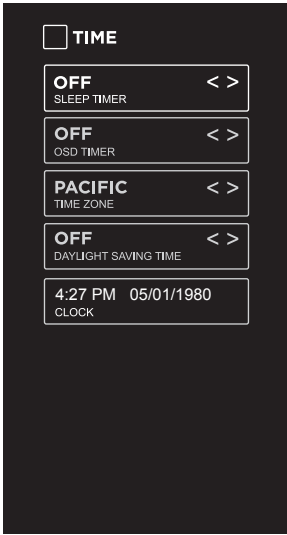 TIME
OFF < >
SLEEP TIMER
OFF < >
OSD TIMER
PACIFIC < >
TIME ZONE
OFF < >
DAYLIGHT SAVING TIME
4:27 PM 05/01/1980
CLOCK